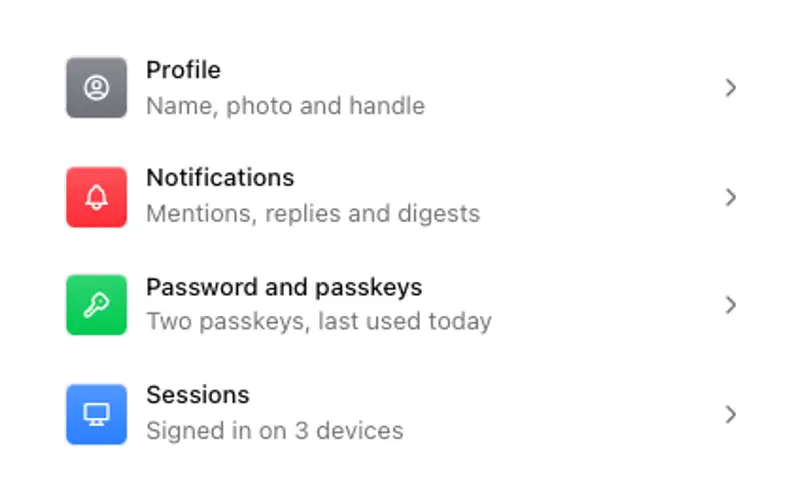 Profile
Name, photo and handle
Notifications
Mentions, replies and digests
Password and passkeys
Two passkeys, last used today
Sessions
Signed in on 3 devices